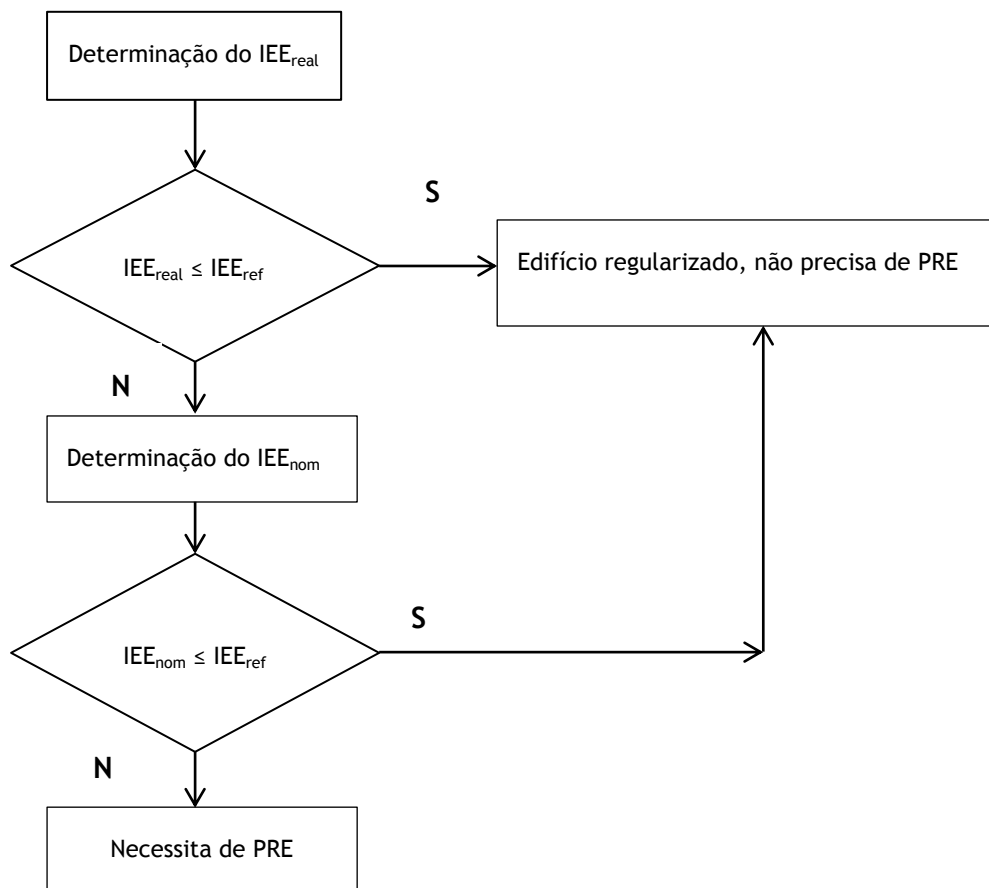 Determinação do IEEreal
S
IEEreal ≤ IEEref
Edifício regularizado, não precisa de PRE
N
Determinação do IEEnom
S
IEEnom ≤ IEEref
N
Necessita de PRE